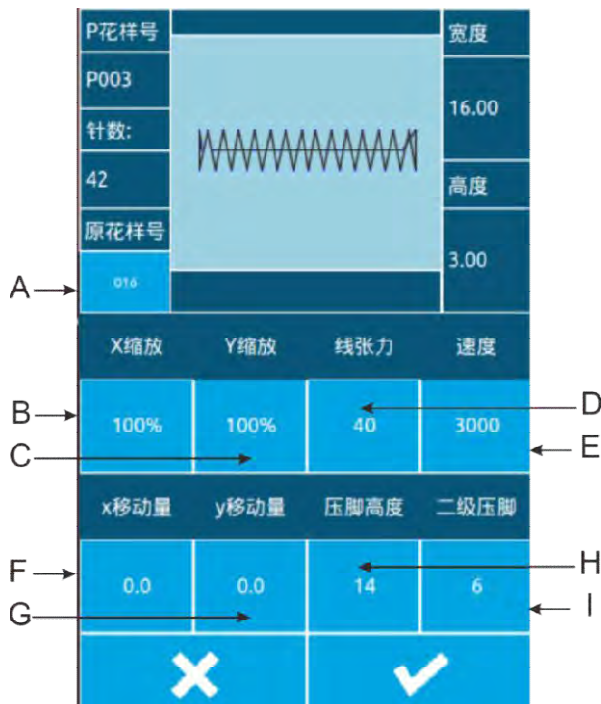 P花样号
宽度
P003
16.00
针数:
42
高度
原花样号
3.00
A
016
X缩放 Y缩放 线张力 速度
B 100% 100% 40 3000 D
C E
x移动量 y移动量 压脚高度 二级压脚
F 0.0 0.0 14 6 H
G I